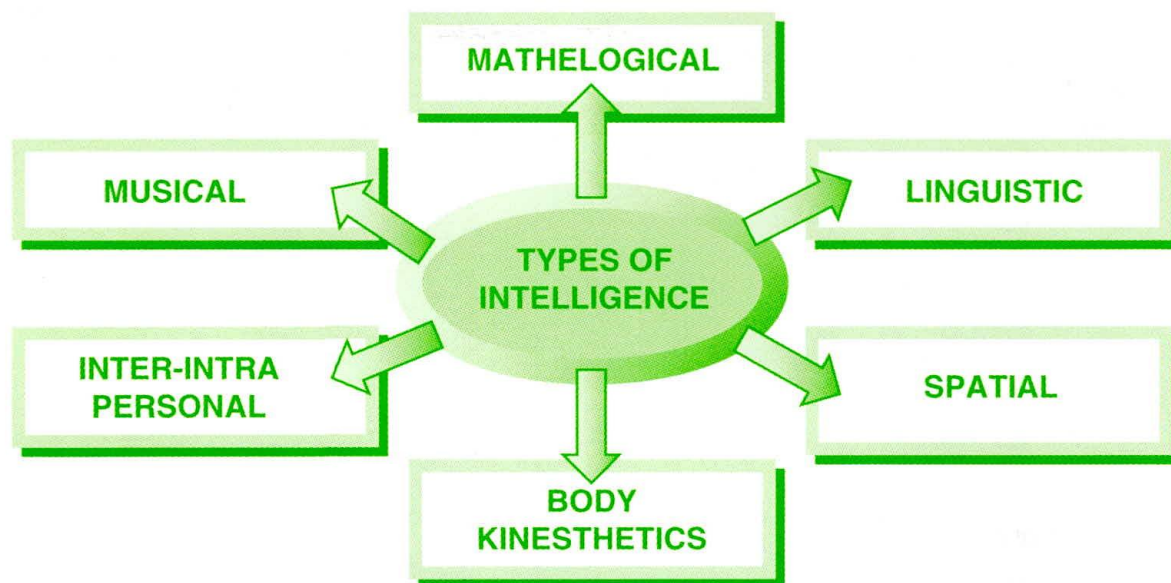 MATHELOGICAL
MUSICAL
LINGUISTIC
TYPES OF
INTELLIGENCE
INTER-INTRA
PERSONAL
SPATIAL
BODY
KINESTHETICS